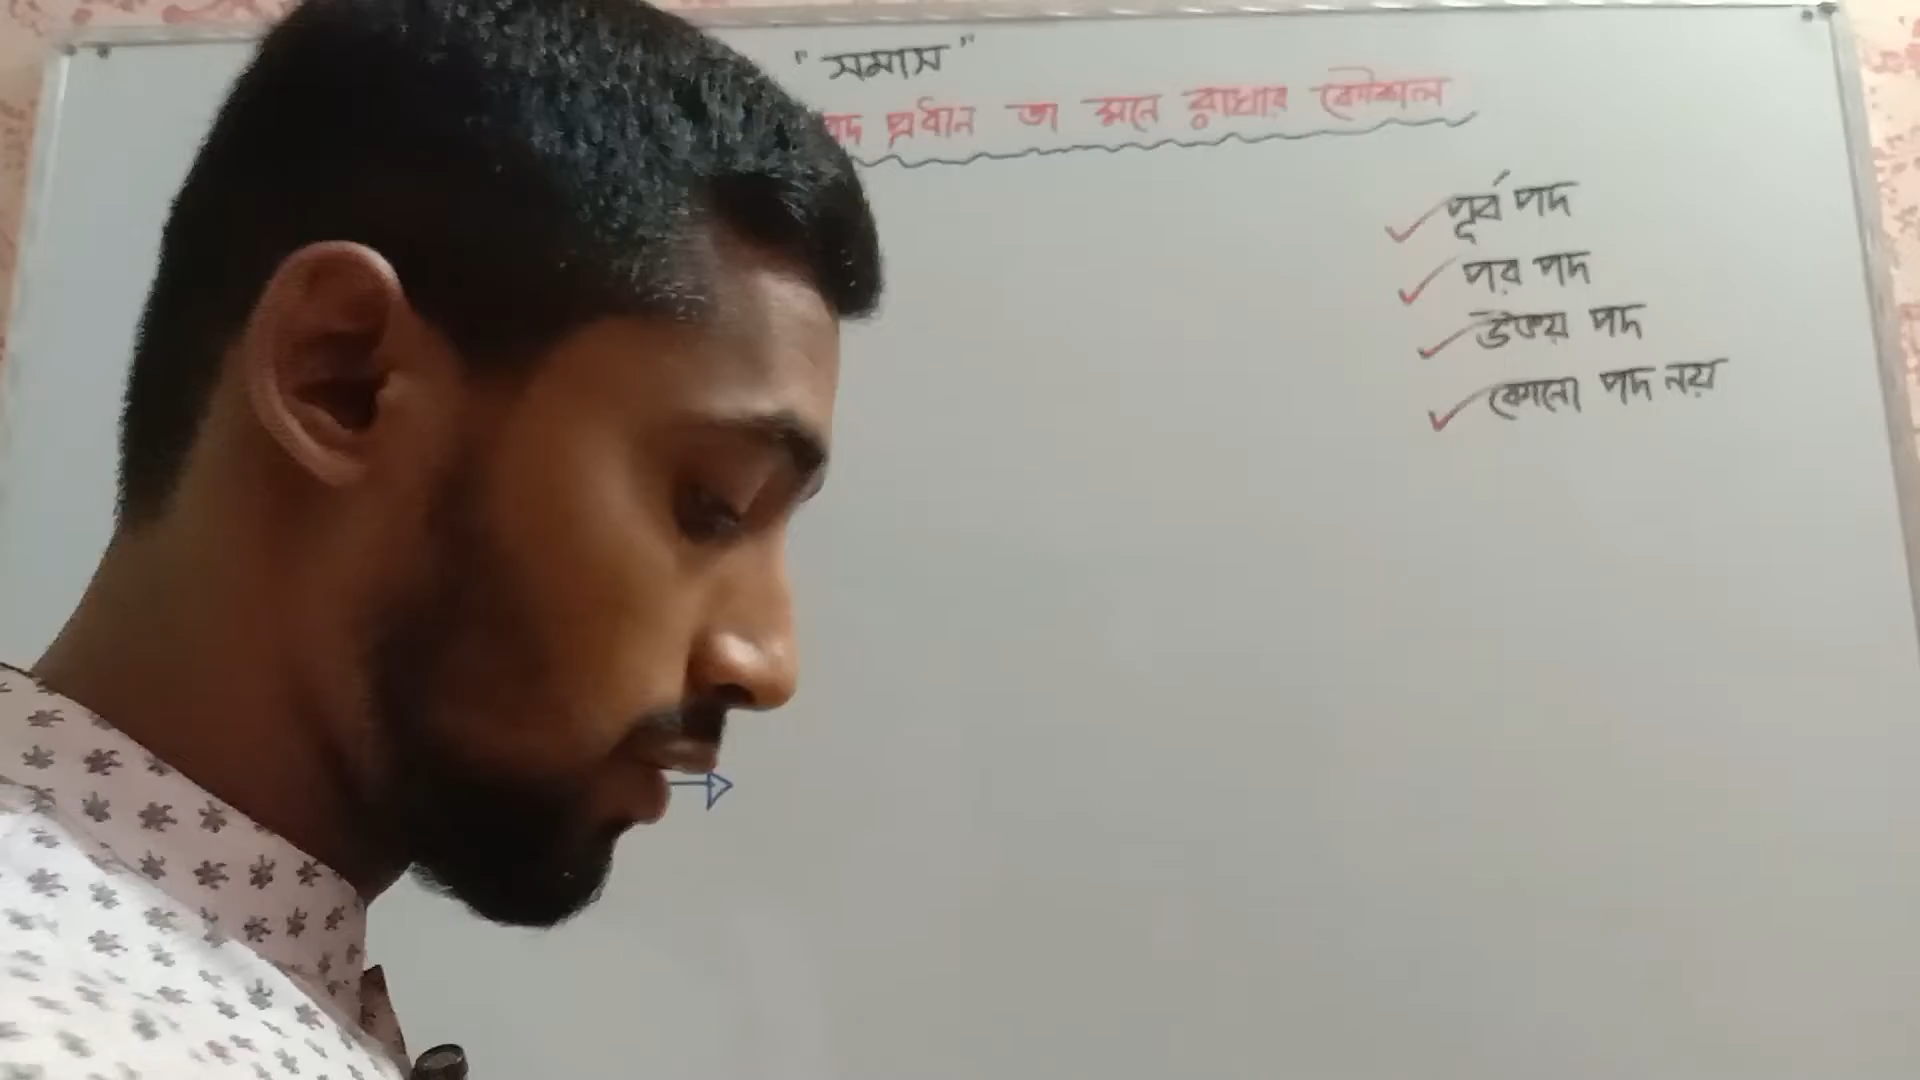 "সমাস"
পদ প্রধান তা মনে রাখার কৌশল
পূর্ব পদ
পর পদ
উভয় পদ
কোনো পদ নয়